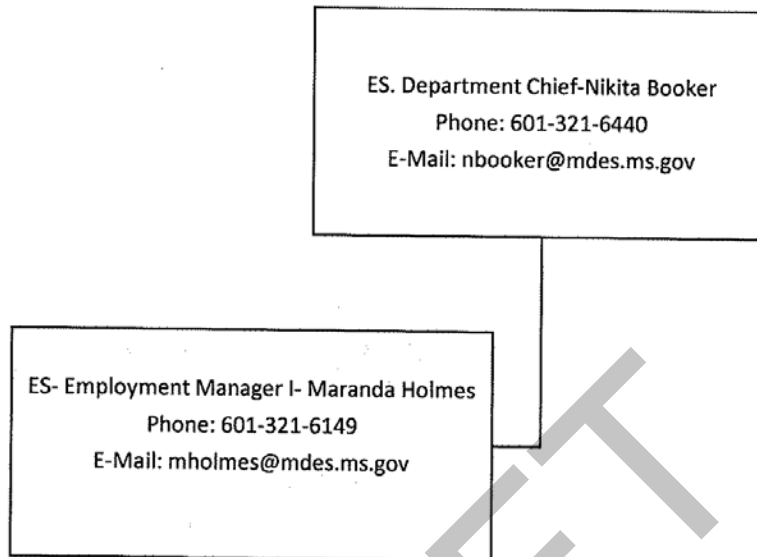 ES. Department Chief-Nikita Booker
Phone: 601-321-6440
E-Mail: nbooker@mdes.ms.gov
ES- Employment Manager I- Maranda Holmes
Phone: 601-321-6149
E-Mail: mholmes@mdes.ms.gov